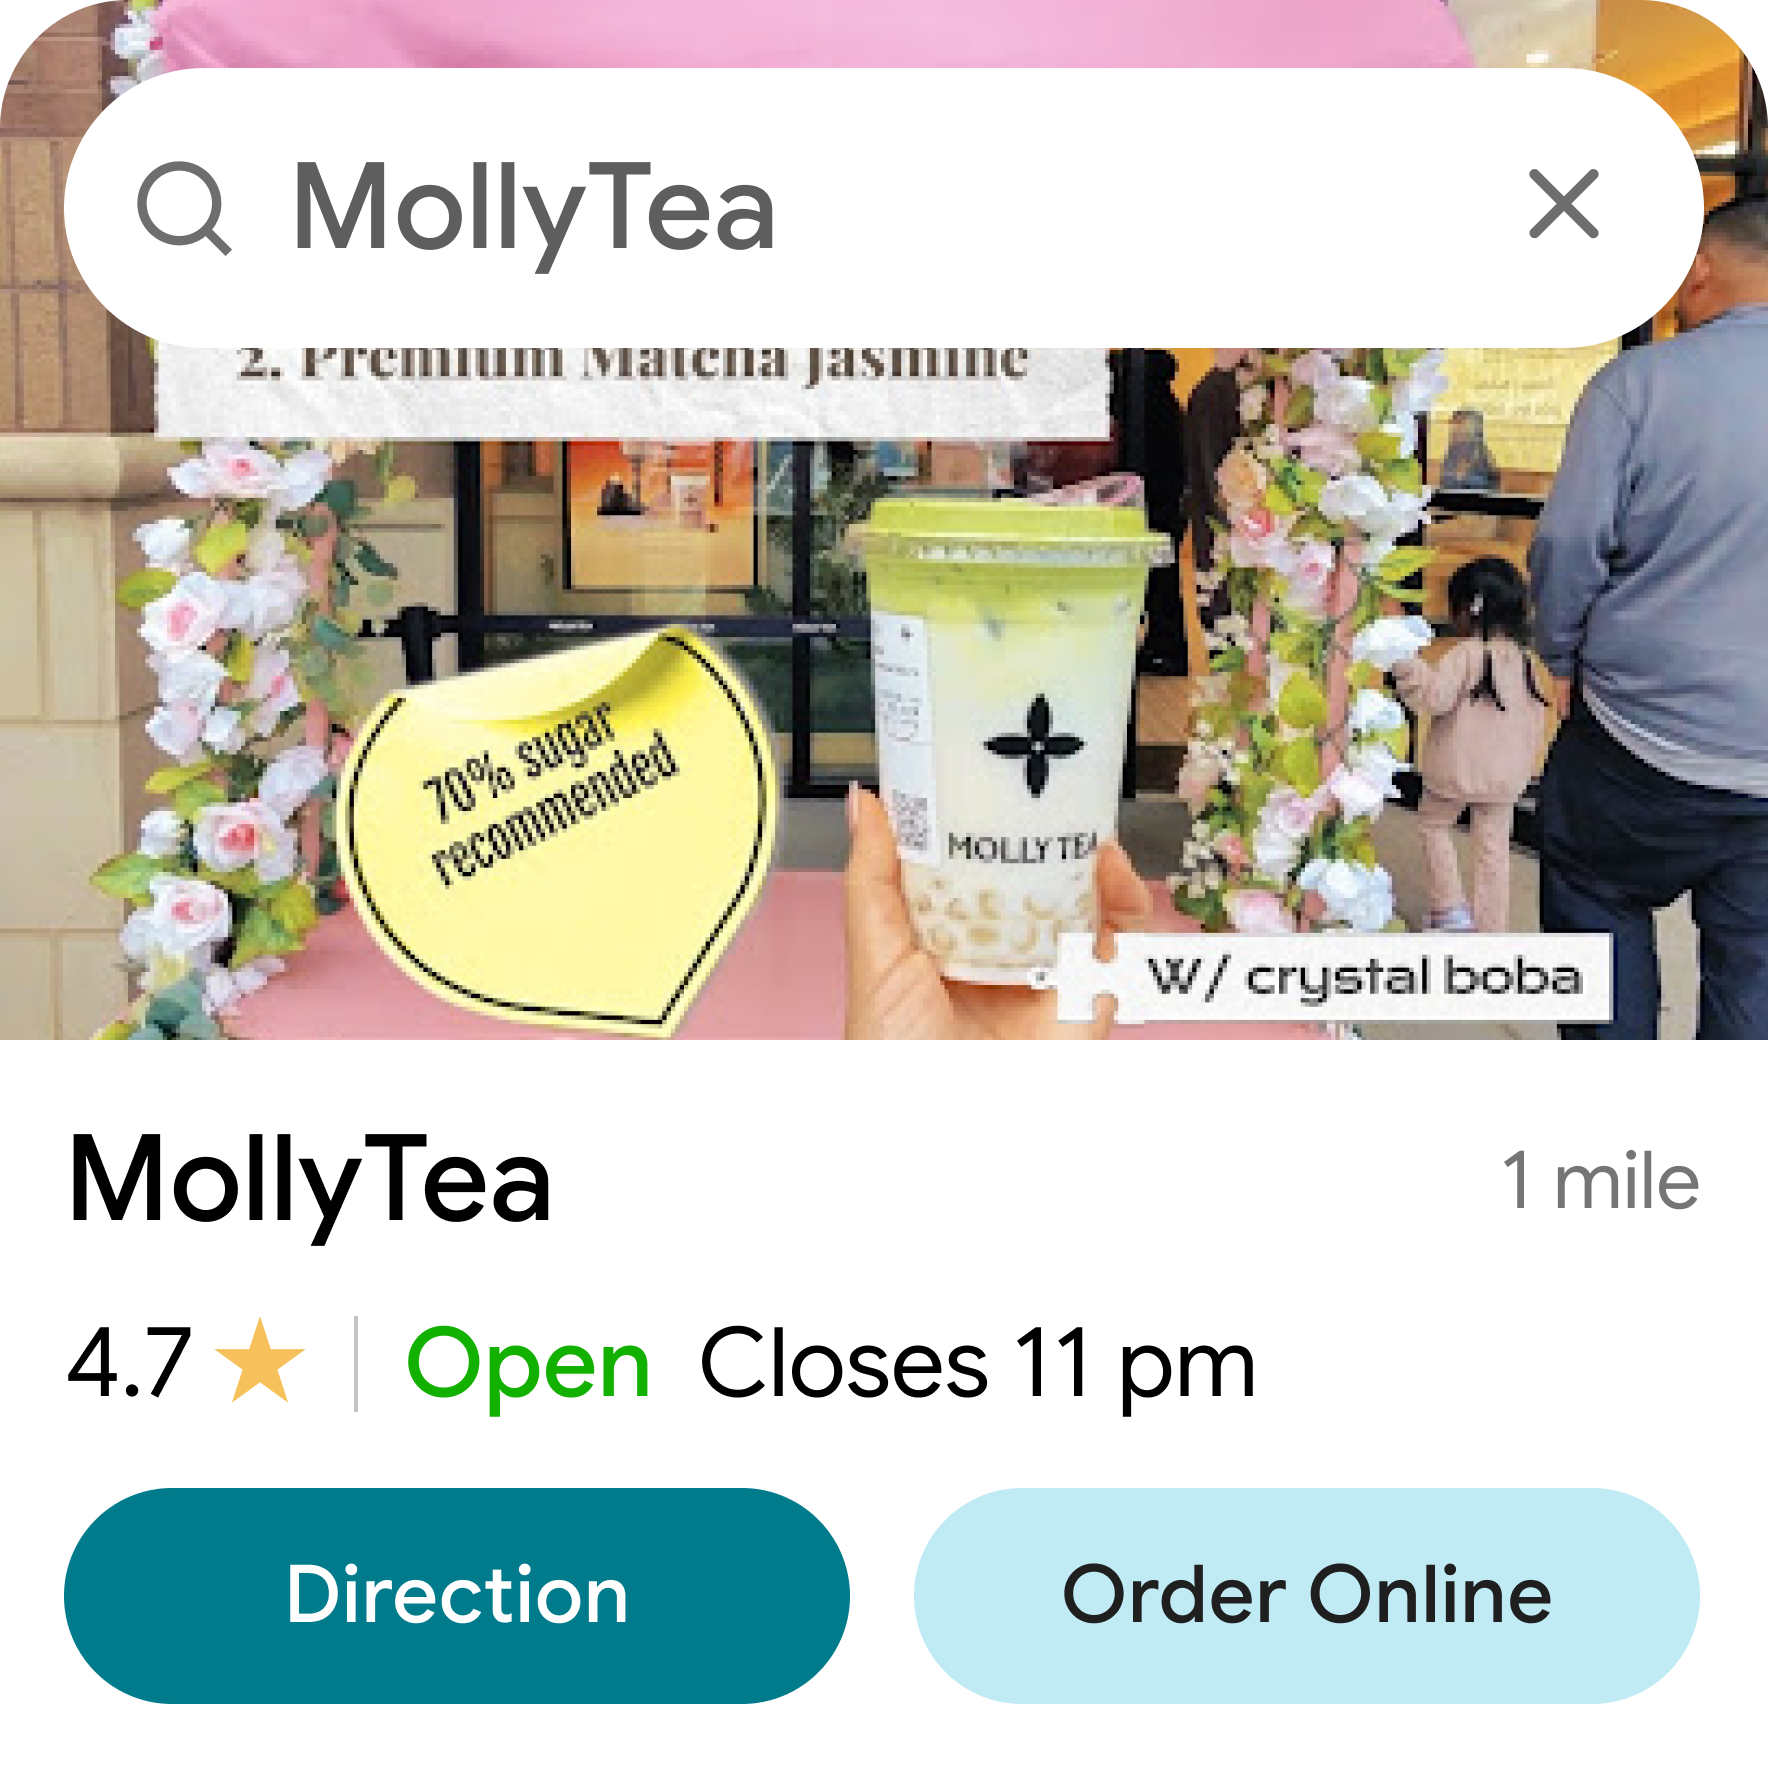 MollyTea
2. Premium Matcha Jasmine
70% sugar
recommended
MOLLY TEA
W/ crystal boba
MollyTea
1 mile
4.7
Open Closes 11 pm
Direction
Order Online